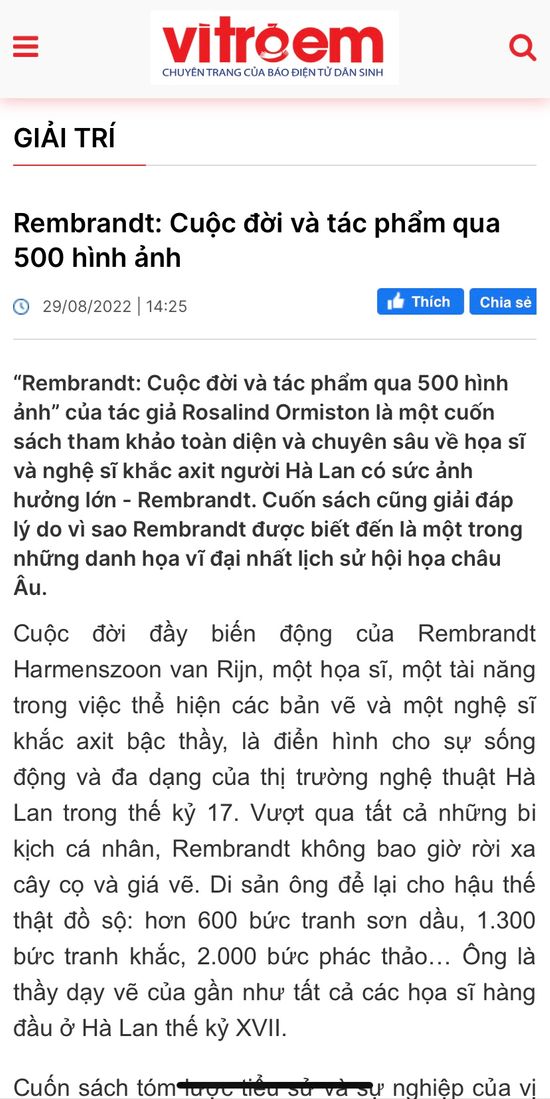 vìtrẻem
CHUYÊN TRANG CỦA BÁO ĐIỆN TỬ DÂN SINH
GIẢI TRÍ
Rembrandt: Cuộc đời và tác phẩm qua
500 hình ảnh
29/08/2022 | 14:25
Thích
Chia sẻ
“Rembrandt: Cuộc đời và tác phẩm qua 500 hình
ảnh” của tác giả Rosalind Ormiston là một cuốn
sách tham khảo toàn diện và chuyên sâu về họa sĩ
và nghệ sĩ khắc axit người Hà Lan có sức ảnh
hưởng lớn - Rembrandt. Cuốn sách cũng giải đáp
lý do vì sao Rembrandt được biết đến là một trong
những danh họa vĩ đại nhất lịch sử hội họa châu
Âu.
Cuộc đời đầy biến động của Rembrandt
Harmenszoon van Rijn, một họa sĩ, một tài năng
trong việc thể hiện các bản vẽ và một nghệ sĩ
khắc axit bậc thầy, là điển hình cho sự sống
động và đa dạng của thị trường nghệ thuật Hà
Lan trong thế kỷ 17. Vượt qua tất cả những bi
kịch cá nhân, Rembrandt không bao giờ rời xa
cây cọ và giá vẽ. Di sản ông để lại cho hậu thế
thật đồ sộ: hơn 600 bức tranh sơn dầu, 1.300
bức tranh khắc, 2.000 bức phác thảo… Ông là
thầy dạy vẽ của gần như tất cả các họa sĩ hàng
đầu ở Hà Lan thế kỷ XVII.
Cuốn sách tóm lược tiểu sử và sự nghiệp của vị